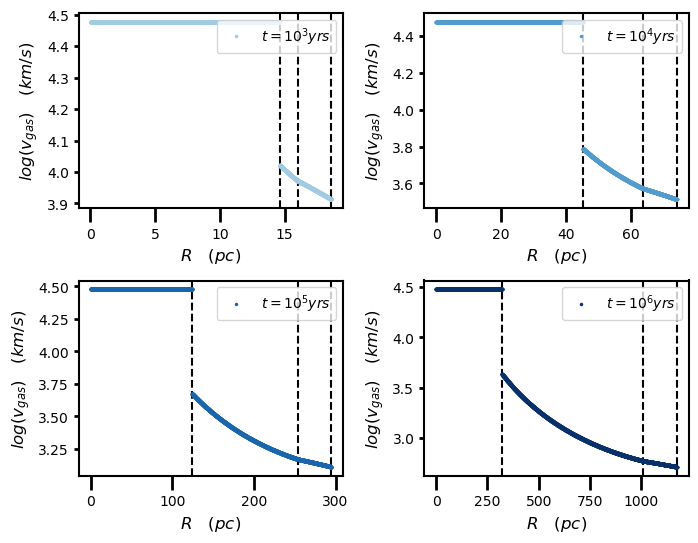 4.5
4.4
4.3
4.2
4.1
4.0
3.9
log(v_gas) (km/s)
t = 10^3 yrs
0 5 10 15
R (pc)
4.4
4.2
4.0
3.8
3.6
log(v_gas) (km/s)
t = 10^4 yrs
0 20 40 60
R (pc)
4.50
4.25
4.00
3.75
3.50
3.25
log(v_gas) (km/s)
t = 10^5 yrs
0 100 200 300
R (pc)
4.5
4.0
3.5
3.0
log(v_gas) (km/s)
t = 10^6 yrs
0 250 500 750 1000
R (pc)